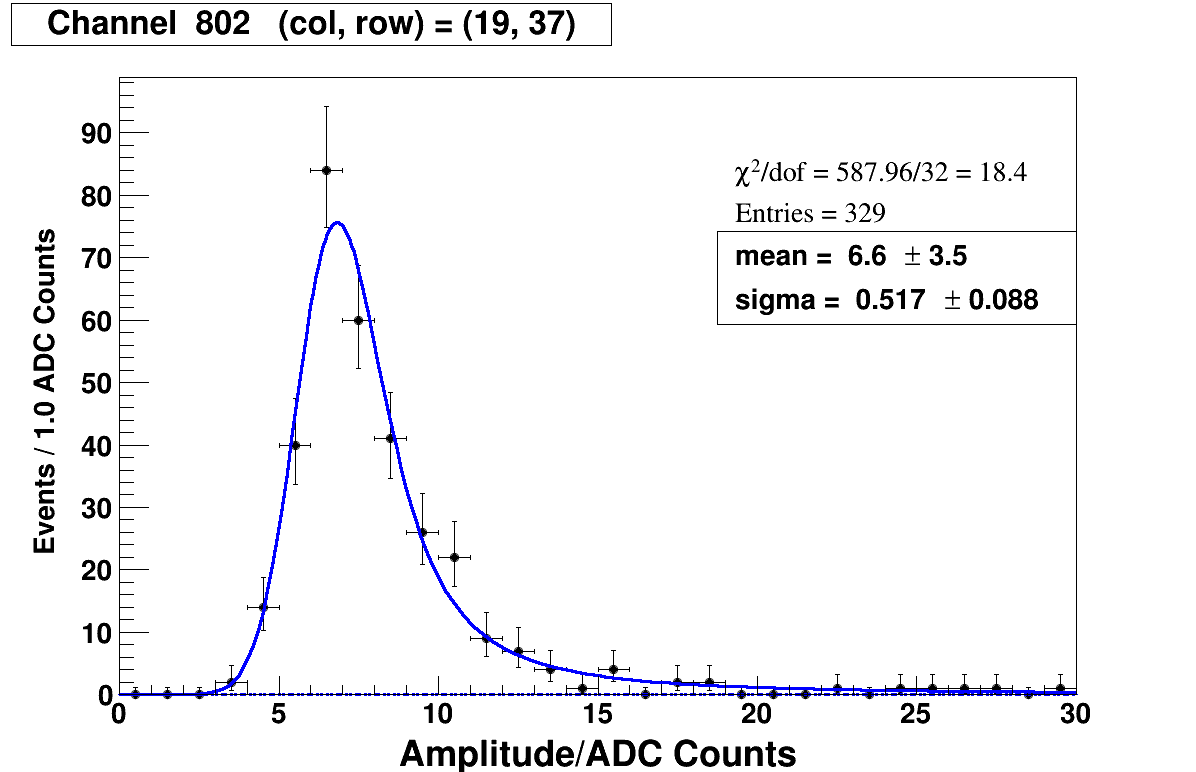 Channel 802 (col, row) = (19, 37)
χ²/dof = 587.96/32 = 18.4
Entries = 329
mean = 6.6 ± 3.5
sigma = 0.517 ± 0.088
Events / 1.0 ADC Counts
90
80
70
60
50
40
30
20
10
0
0 5 10 15 20 25 30
Amplitude/ADC Counts